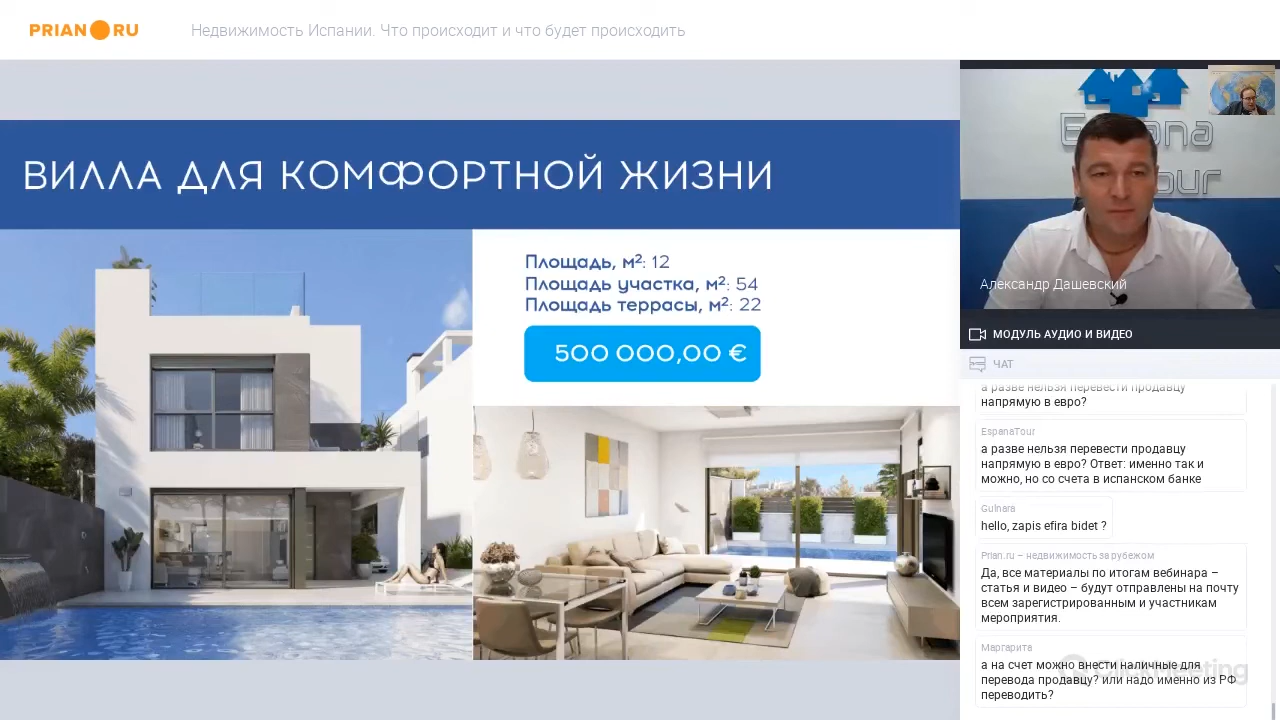 PRIAN RU
Недвижимость Испании. Что происходит и что будет происходить
ВИЛЛА ДЛЯ КОМФОРТНОЙ ЖИЗНИ
Площадь, м²: 12
Площадь участка, м²: 54
Площадь террасы, м²: 22
500 000,00 €
Espana
Tour
Александр Дашевский
МОДУЛЬ АУДИО И ВИДЕО
ЧАТ
а разве нельзя перевести продавцу
напрямую в евро?
EspanaTour
а разве нельзя перевести продавцу
напрямую в евро? Ответ: именно так и
можно, но со счета в испанском банке
Gulnara
hello, zapis efira bidet ?
Prian.ru – недвижимость за рубежом
Да, все материалы по итогам вебинара –
статья и видео – будут отправлены на почту
всем зарегистрированным и участникам
мероприятия.
Маргарита
а на счет можно внести наличные для
перевода продавцу? или надо именно из РФ
переводить?
ClickMeeting